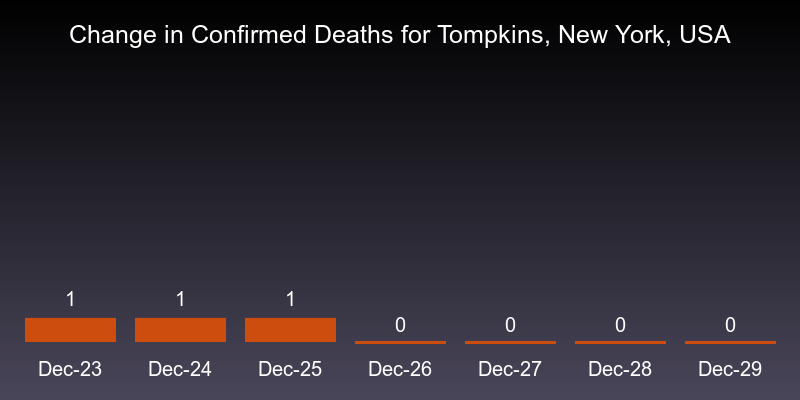 Change in Confirmed Deaths for Tompkins, New York, USA
1 1 1 0 0 0 0
Dec-23 Dec-24 Dec-25 Dec-26 Dec-27 Dec-28 Dec-29